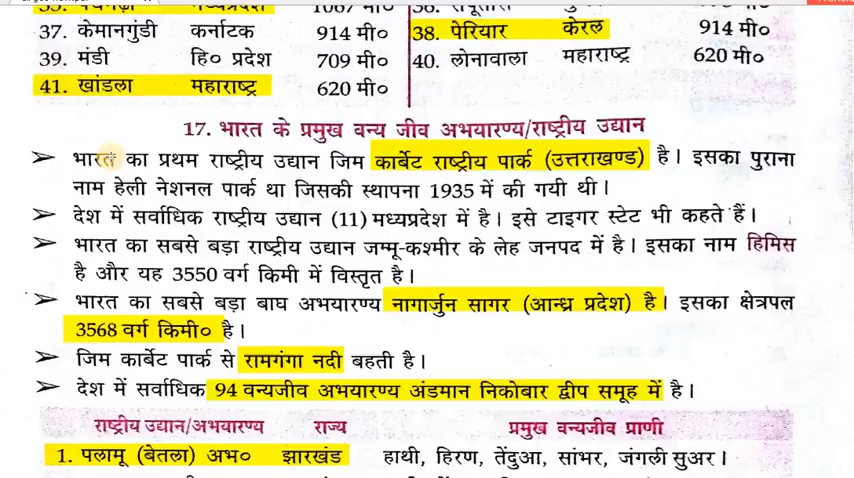 37. केमानगुंडी कर्नाटक 914 मी० 38. पेरियार केरल 914 मी०
39. मंडी हि० प्रदेश 709 मी० 40. लोनावाला महाराष्ट्र 620 मी०
41. खांडला महाराष्ट्र 620 मी०
17. भारत के प्रमुख वन्य जीव अभयारण्य/राष्ट्रीय उद्यान
➢ भारत का प्रथम राष्ट्रीय उद्यान जिम कार्बेट राष्ट्रीय पार्क (उत्तराखण्ड) है। इसका पुराना
नाम हेली नेशनल पार्क था जिसकी स्थापना 1935 में की गयी थी।
➢ देश में सर्वाधिक राष्ट्रीय उद्यान (11) मध्यप्रदेश में है। इसे टाइगर स्टेट भी कहते हैं।
➢ भारत का सबसे बड़ा राष्ट्रीय उद्यान जम्मू-कश्मीर के लेह जनपद में है। इसका नाम हिमिस
है और यह 3550 वर्ग किमी में विस्तृत है।
➢ भारत का सबसे बड़ा बाघ अभयारण्य नागार्जुन सागर (आन्ध्र प्रदेश) है। इसका क्षेत्रपल
3568 वर्ग किमी० है।
➢ जिम कार्बेट पार्क से रामगंगा नदी बहती है।
➢ देश में सर्वाधिक 94 वन्यजीव अभयारण्य अंडमान निकोबार द्वीप समूह में है।
राष्ट्रीय उद्यान/अभयारण्य राज्य प्रमुख वन्यजीव प्राणी
1. पलामू (बेतला) अभ० झारखंड हाथी, हिरण, तेंदुआ, सांभर, जंगली सुअर।